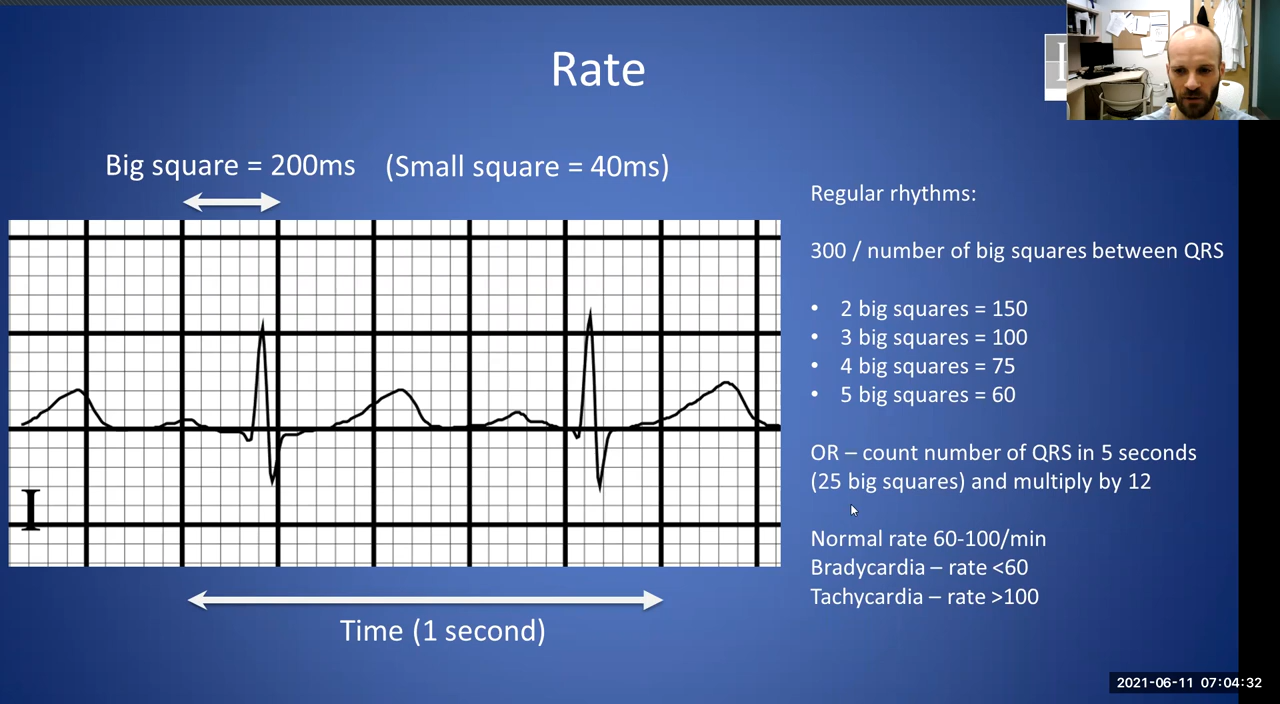 Rate
Big square = 200ms (Small square = 40ms)
I
Time (1 second)
Regular rhythms:
300 / number of big squares between QRS
• 2 big squares = 150
• 3 big squares = 100
• 4 big squares = 75
• 5 big squares = 60
OR – count number of QRS in 5 seconds
(25 big squares) and multiply by 12
Normal rate 60-100/min
Bradycardia – rate <60
Tachycardia – rate >100
2021-06-11 07:04:32